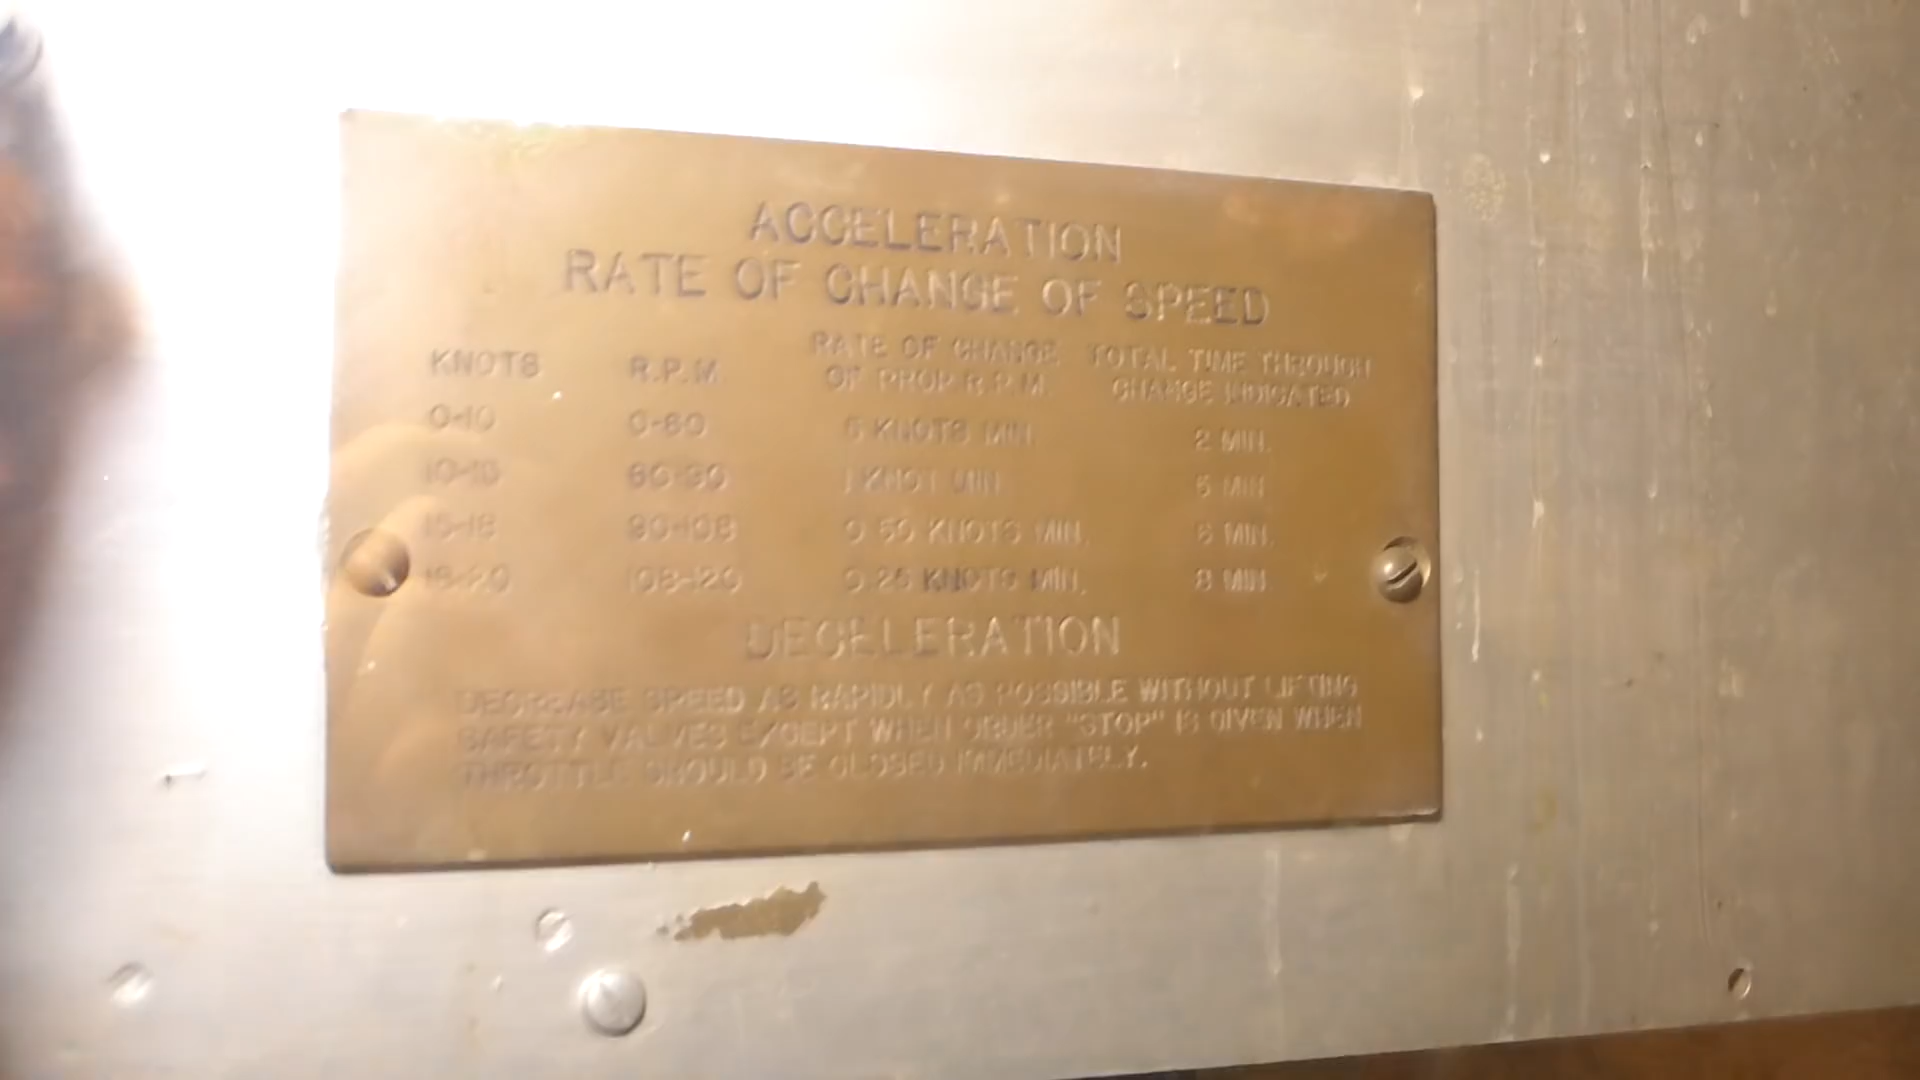 ACCELERATION
RATE OF CHANGE OF SPEED
KNOTS R.P.M. RATE OF CHANGE OF PROP R.P.M. TOTAL TIME THROUGH CHANGE INDICATED
0-10 0-60 5 KNOTS MIN. 2 MIN.
10-15 60-90 1 KNOT MIN. 5 MIN.
15-18 90-108 0.50 KNOTS MIN. 6 MIN.
18-20 108-120 0.25 KNOTS MIN. 8 MIN.
DECELERATION
DECREASE SPEED AS RAPIDLY AS POSSIBLE WITHOUT LIFTING
SAFETY VALVES EXCEPT WHEN ORDER "STOP" IS GIVEN WHEN
THROTTLE SHOULD BE CLOSED IMMEDIATELY.